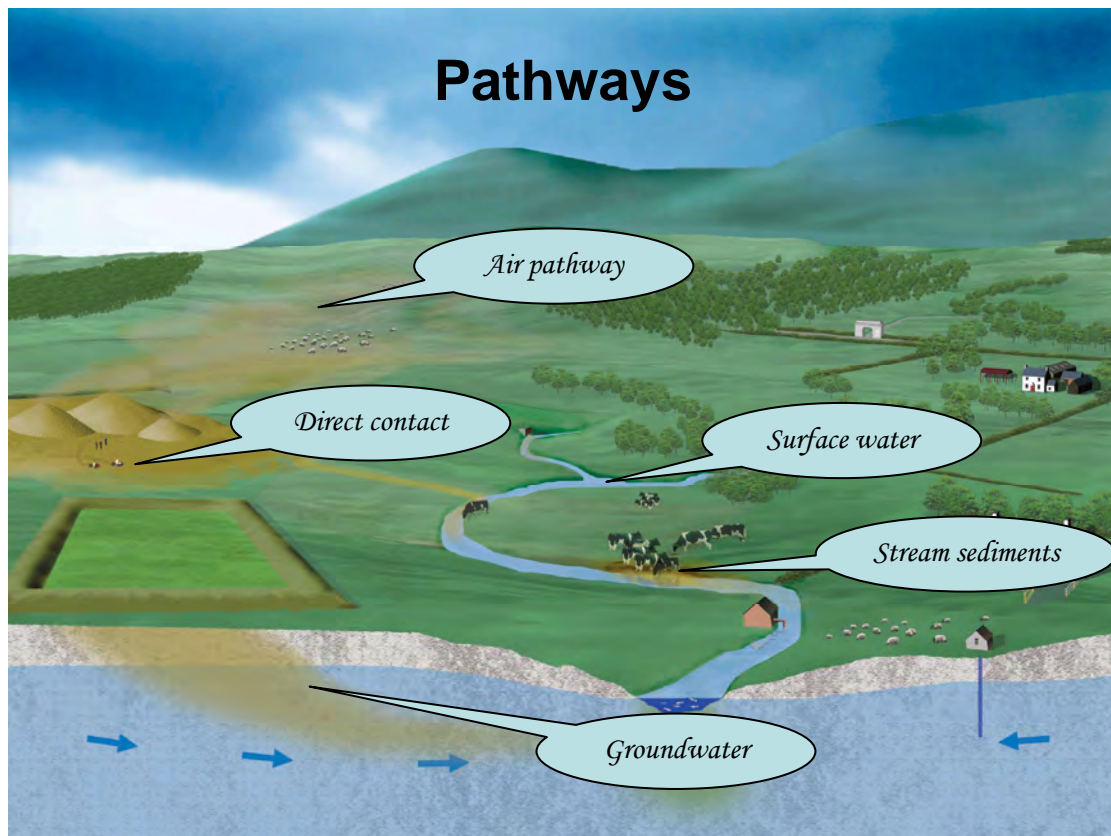 Pathways
Air pathway
Direct contact
Surface water
Stream sediments
Groundwater